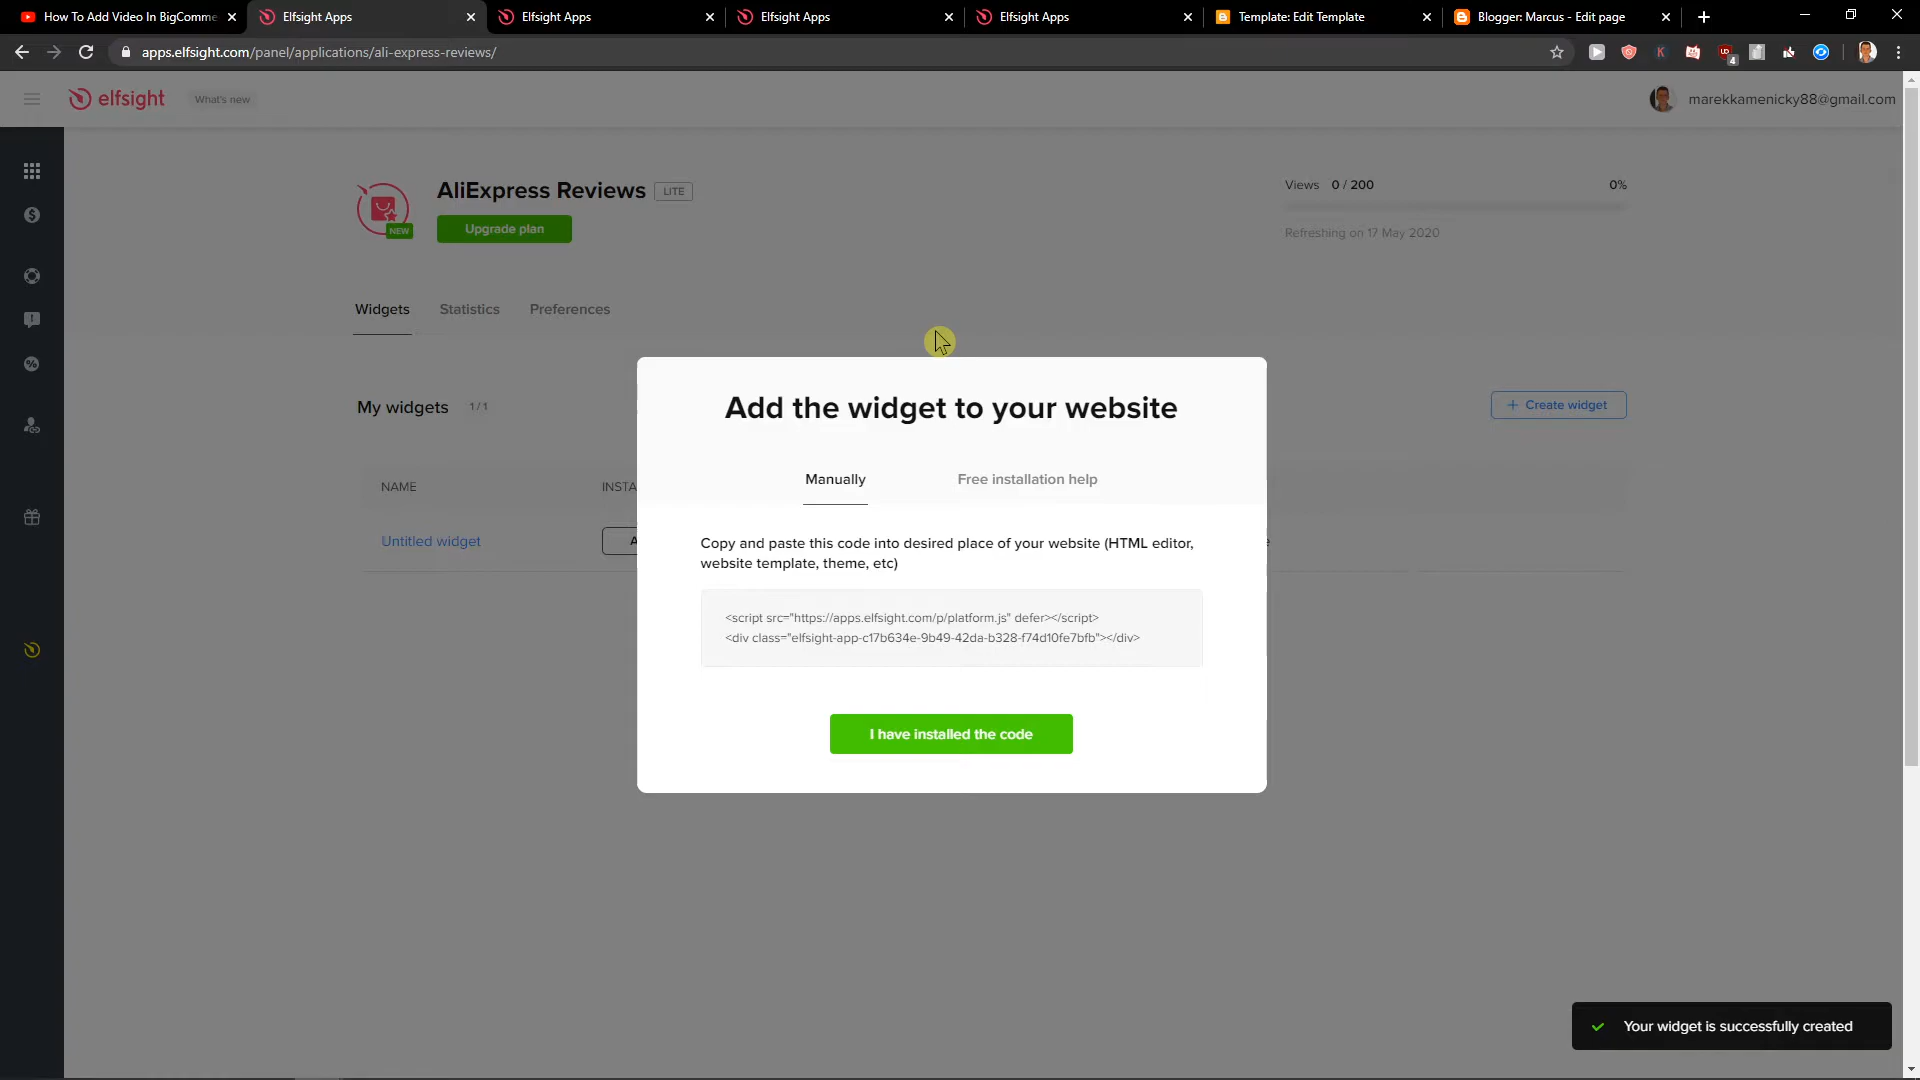 How To Add Video In BigComme
Elfsight Apps
Elfsight Apps
Elfsight Apps
Elfsight Apps
Template: Edit Template
Blogger: Marcus - Edit page
apps.elfsight.com/panel/applications/ali-express-reviews/
4
elfsight
What's new
marekkamenicky88@gmail.com
AliExpress Reviews LITE
NEW
Upgrade plan
Views 0 / 200 0%
Refreshing on 17 May 2020
Widgets Statistics Preferences
My widgets 1 / 1
+ Create widget
NAME INSTA
Untitled widget A
Add the widget to your website
Manually Free installation help
Copy and paste this code into desired place of your website (HTML editor,
website template, theme, etc)
<script src="https://apps.elfsight.com/p/platform.js" defer></script>
<div class="elfsight-app-c17b634e-9b49-42da-b328-f74d10fe7bfb"></div>
I have installed the code
Your widget is successfully created